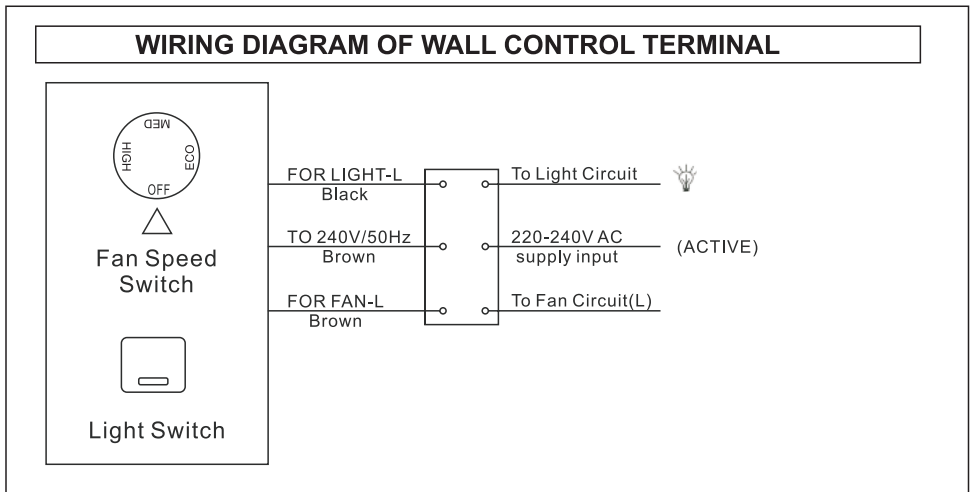 WIRING DIAGRAM OF WALL CONTROL TERMINAL
MED
HIGH
ECO
OFF
Fan Speed
Switch
Light Switch
FOR LIGHT-L
Black
TO 240V/50Hz
Brown
FOR FAN-L
Brown
To Light Circuit
220-240V AC
supply input
(ACTIVE)
To Fan Circuit(L)